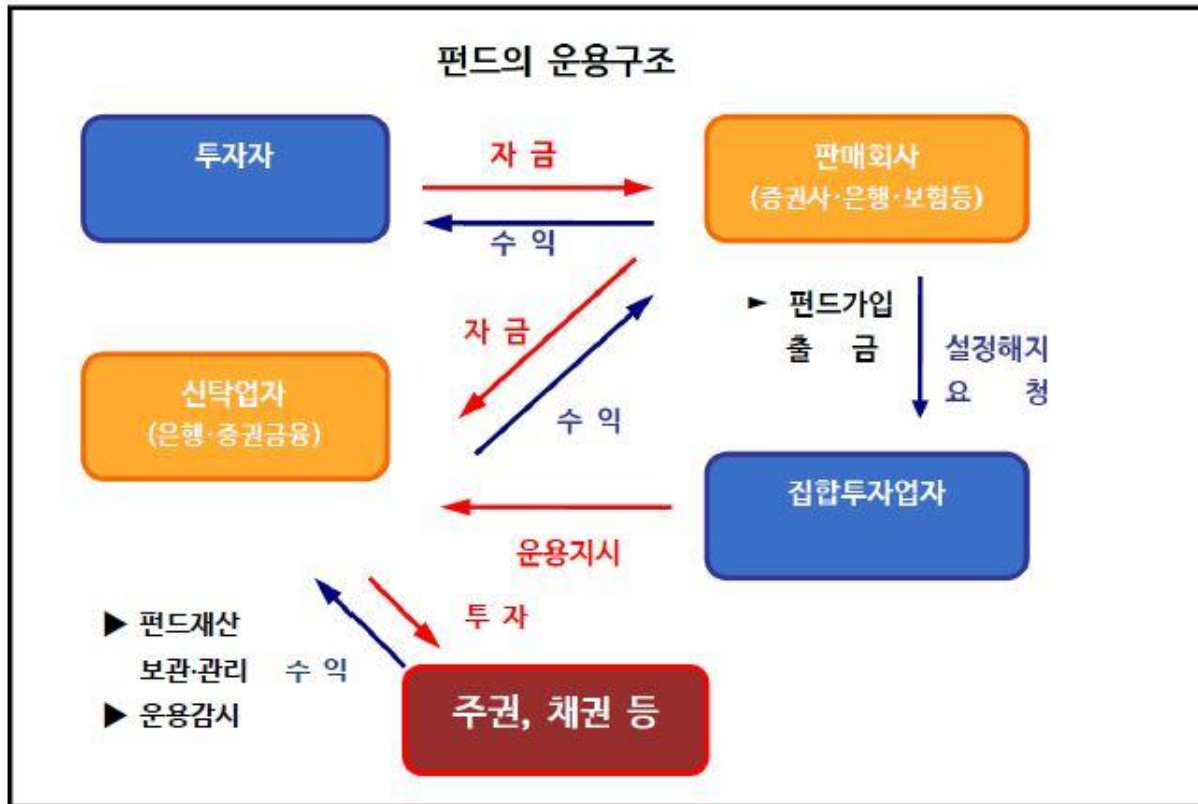 펀드의 운용구조
투자자
자 금
수 익
판매회사
(증권사·은행·보험등)
► 펀드가입
출 금
설정해지
요 청
자 금
수 익
신탁업자
(은행·증권금융)
집합투자업자
운용지시
투 자
수 익
▶ 펀드재산
보관·관리
▶ 운용감시
주권, 채권 등